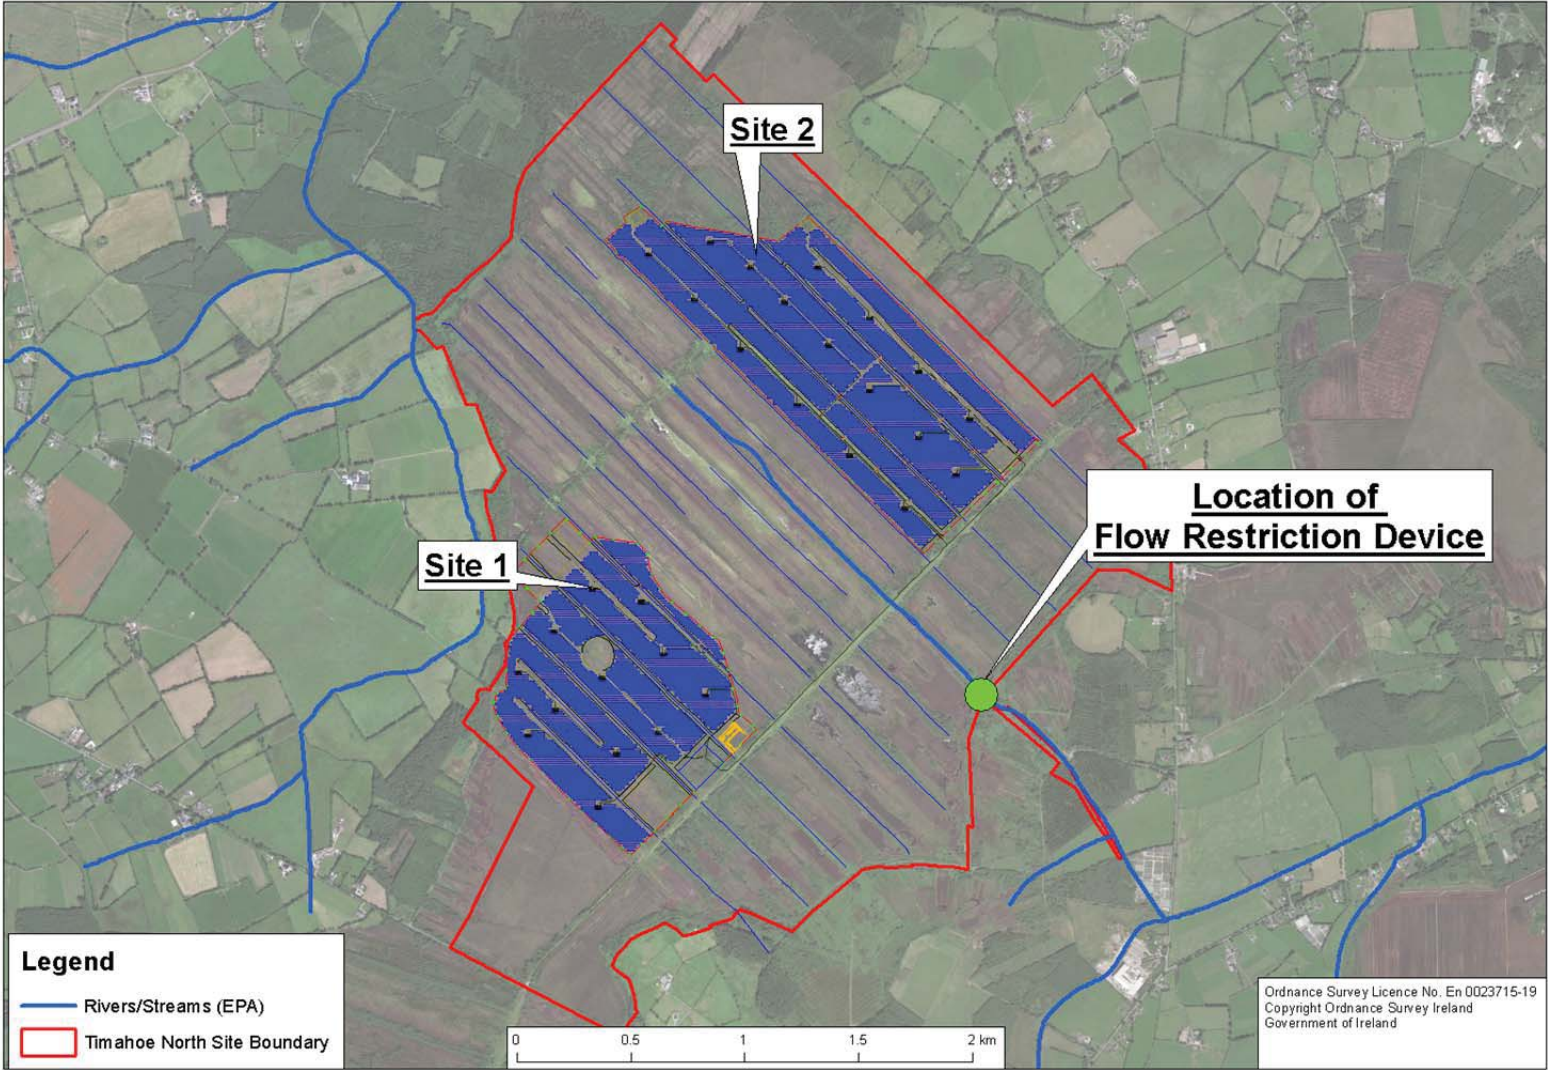 Site 2
Location of
Flow Restriction Device
Site 1
Legend
Rivers/Streams (EPA)
Timahoe North Site Boundary
0 0.5 1 1.5 2 km
Ordnance Survey Licence No. En 0023715-19
Copyright Ordnance Survey Ireland
Government of Ireland